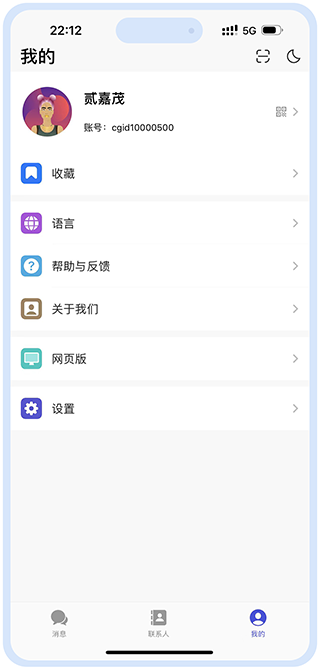 22:12
5G
我的
贰嘉茂
账号：cgid10000500
收藏
语言
帮助与反馈
关于我们
网页版
设置
消息
联系人
我的